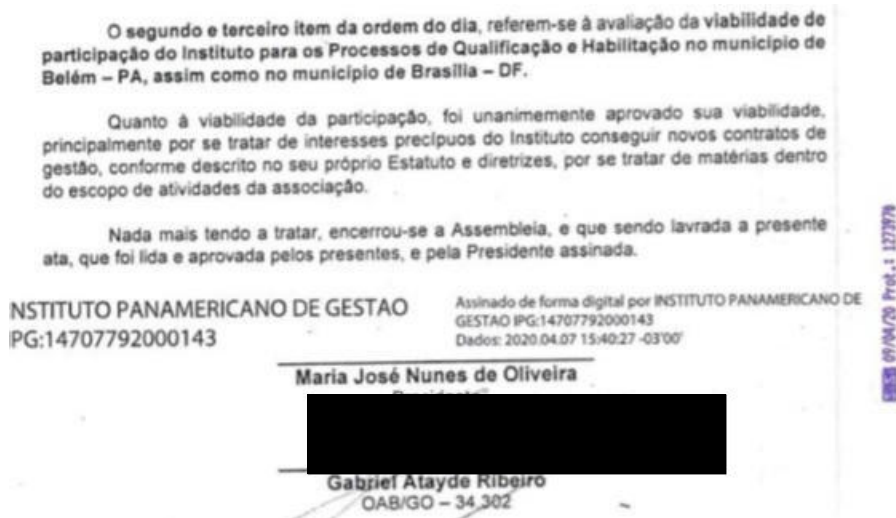 O segundo e terceiro item da ordem do dia, referem-se à avaliação da viabilidade de
participação do Instituto para os Processos de Qualificação e Habilitação no município de
Belém – PA, assim como no município de Brasília – DF.
Quanto à viabilidade da participação, foi unanimemente aprovado sua viabilidade,
principalmente por se tratar de interesses precípuos do Instituto conseguir novos contratos de
gestão, conforme descrito no seu próprio Estatuto e diretrizes, por se tratar de matérias dentro
do escopo de atividades da associação.
Nada mais tendo a tratar, encerrou-se a Assembleia, e que sendo lavrada a presente
ata, que foi lida e aprovada pelos presentes, e pela Presidente assinada.
NSTITUTO PANAMERICANO DE GESTAO
PG:14707792000143
Assinado de forma digital por INSTITUTO PANAMERICANO DE
GESTAO IPG:14707792000143
Dados: 2020.04.07 15:40:27 -03'00'
Maria José Nunes de Oliveira
Gabriel Atayde Ribeiro
OAB/GO – 34.302
09/04/20 Prot.: 1273979